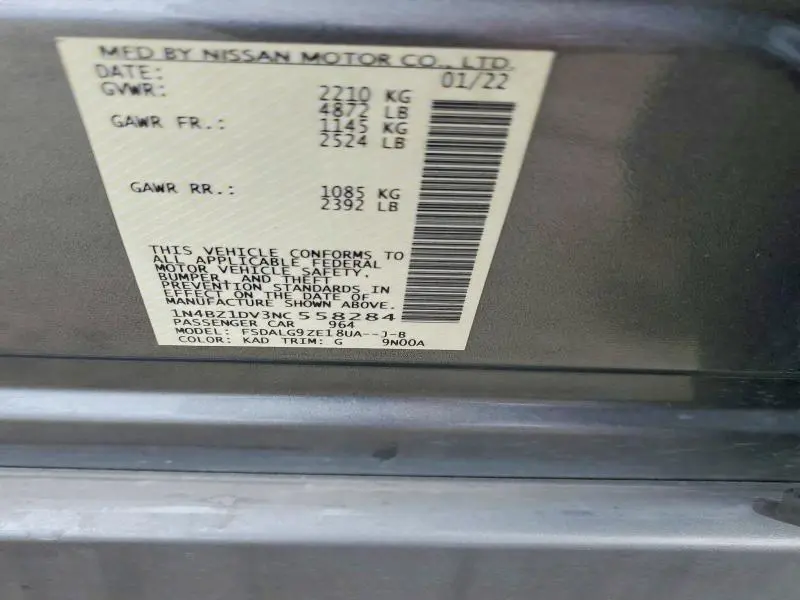 MFD BY NISSAN MOTOR CO., LTD.
DATE: 01/22
GVWR: 2210 KG
4872 LB
GAWR FR.: 1145 KG
2524 LB
GAWR RR.: 1085 KG
2392 LB
THIS VEHICLE CONFORMS TO
ALL APPLICABLE FEDERAL
MOTOR VEHICLE SAFETY,
BUMPER, AND THEFT
PREVENTION STANDARDS IN
EFFECT ON THE DATE OF
MANUFACTURE SHOWN ABOVE.
1N4BZ1DV3NC558284
PASSENGER CAR 964
MODEL: FSDALG9ZE18UA--J-B
COLOR: KAD TRIM: G 9N00A